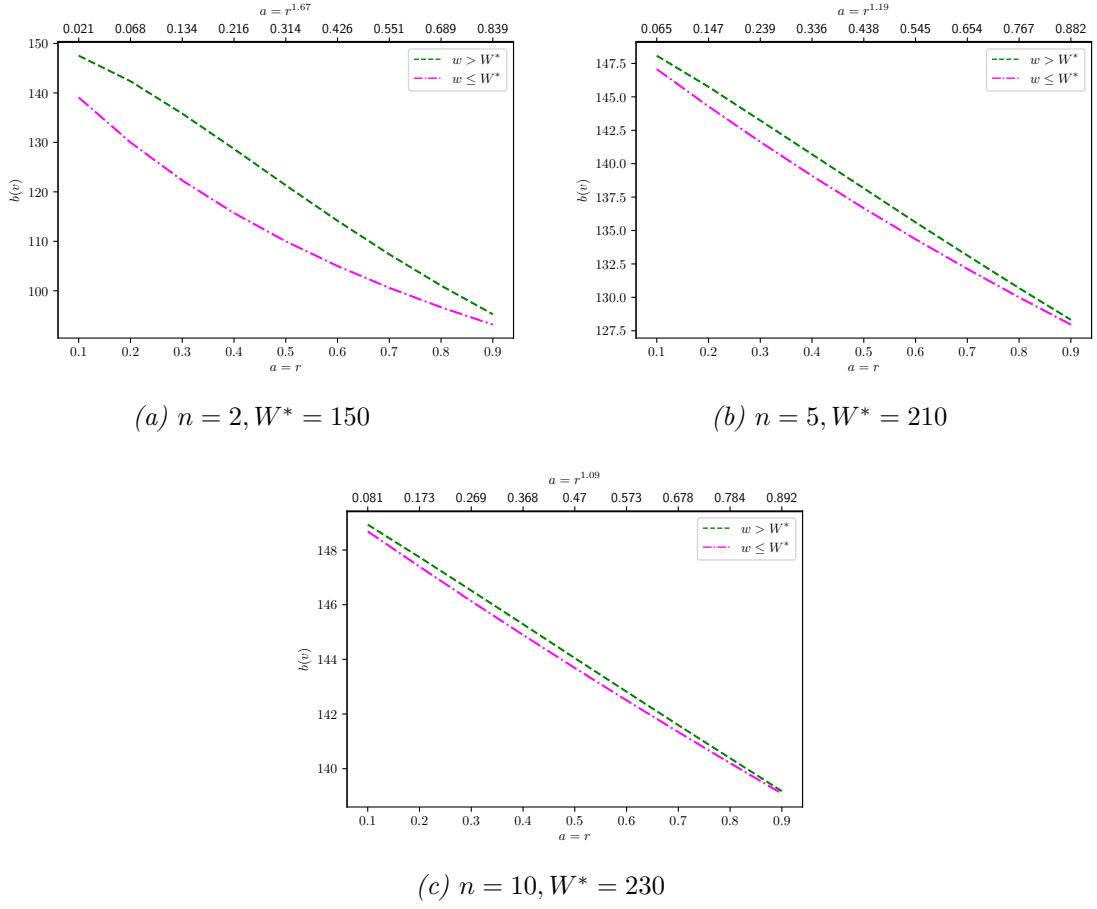 a = r^{1.67}
0.021 0.068 0.134 0.216 0.314 0.426 0.551 0.689 0.839
150
140
130
120
110
100
b(v)
w > W*
w ≤ W*
0.1 0.2 0.3 0.4 0.5 0.6 0.7 0.8 0.9
a = r
(a) n = 2, W* = 150
a = r^{1.19}
0.065 0.147 0.239 0.336 0.438 0.545 0.654 0.767 0.882
147.5
145.0
142.5
140.0
137.5
135.0
132.5
130.0
127.5
b(v)
w > W*
w ≤ W*
0.1 0.2 0.3 0.4 0.5 0.6 0.7 0.8 0.9
a = r
(b) n = 5, W* = 210
a = r^{1.09}
0.081 0.173 0.269 0.368 0.47 0.573 0.678 0.784 0.892
148
146
144
142
140
b(v)
w > W*
w ≤ W*
0.1 0.2 0.3 0.4 0.5 0.6 0.7 0.8 0.9
a = r
(c) n = 10, W* = 230